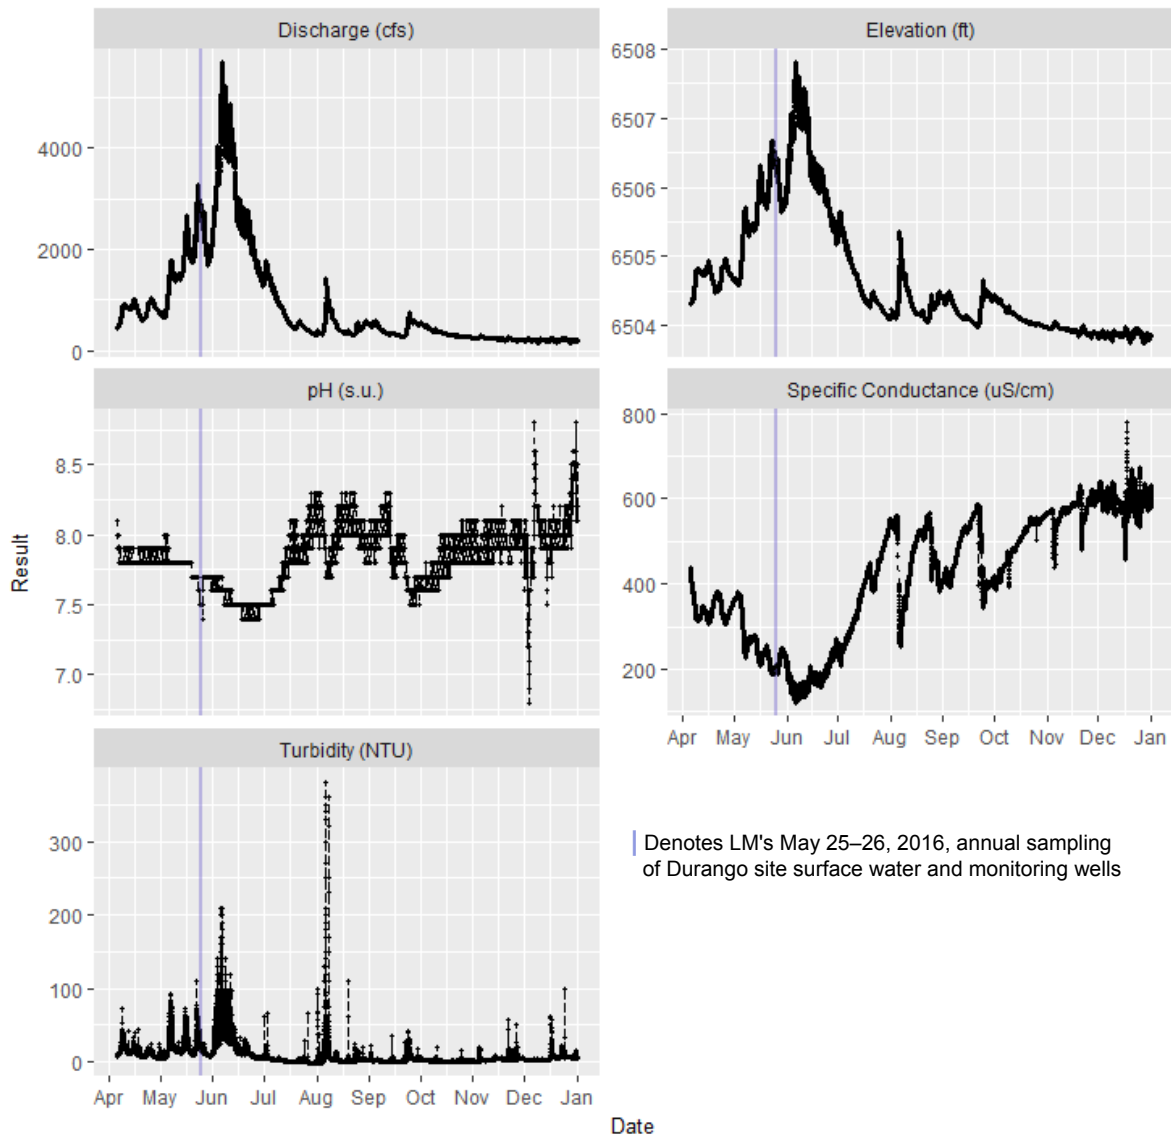 Discharge (cfs)
Elevation (ft)
4000
2000
0
6508
6507
6506
6505
6504
pH (s.u.)
Specific Conductance (uS/cm)
8.5
8.0
7.5
7.0
800
600
400
200
Apr May Jun Jul Aug Sep Oct Nov Dec Jan
Turbidity (NTU)
300
200
100
0
Apr May Jun Jul Aug Sep Oct Nov Dec Jan
Result
Date
Denotes LM's May 25–26, 2016, annual sampling
of Durango site surface water and monitoring wells